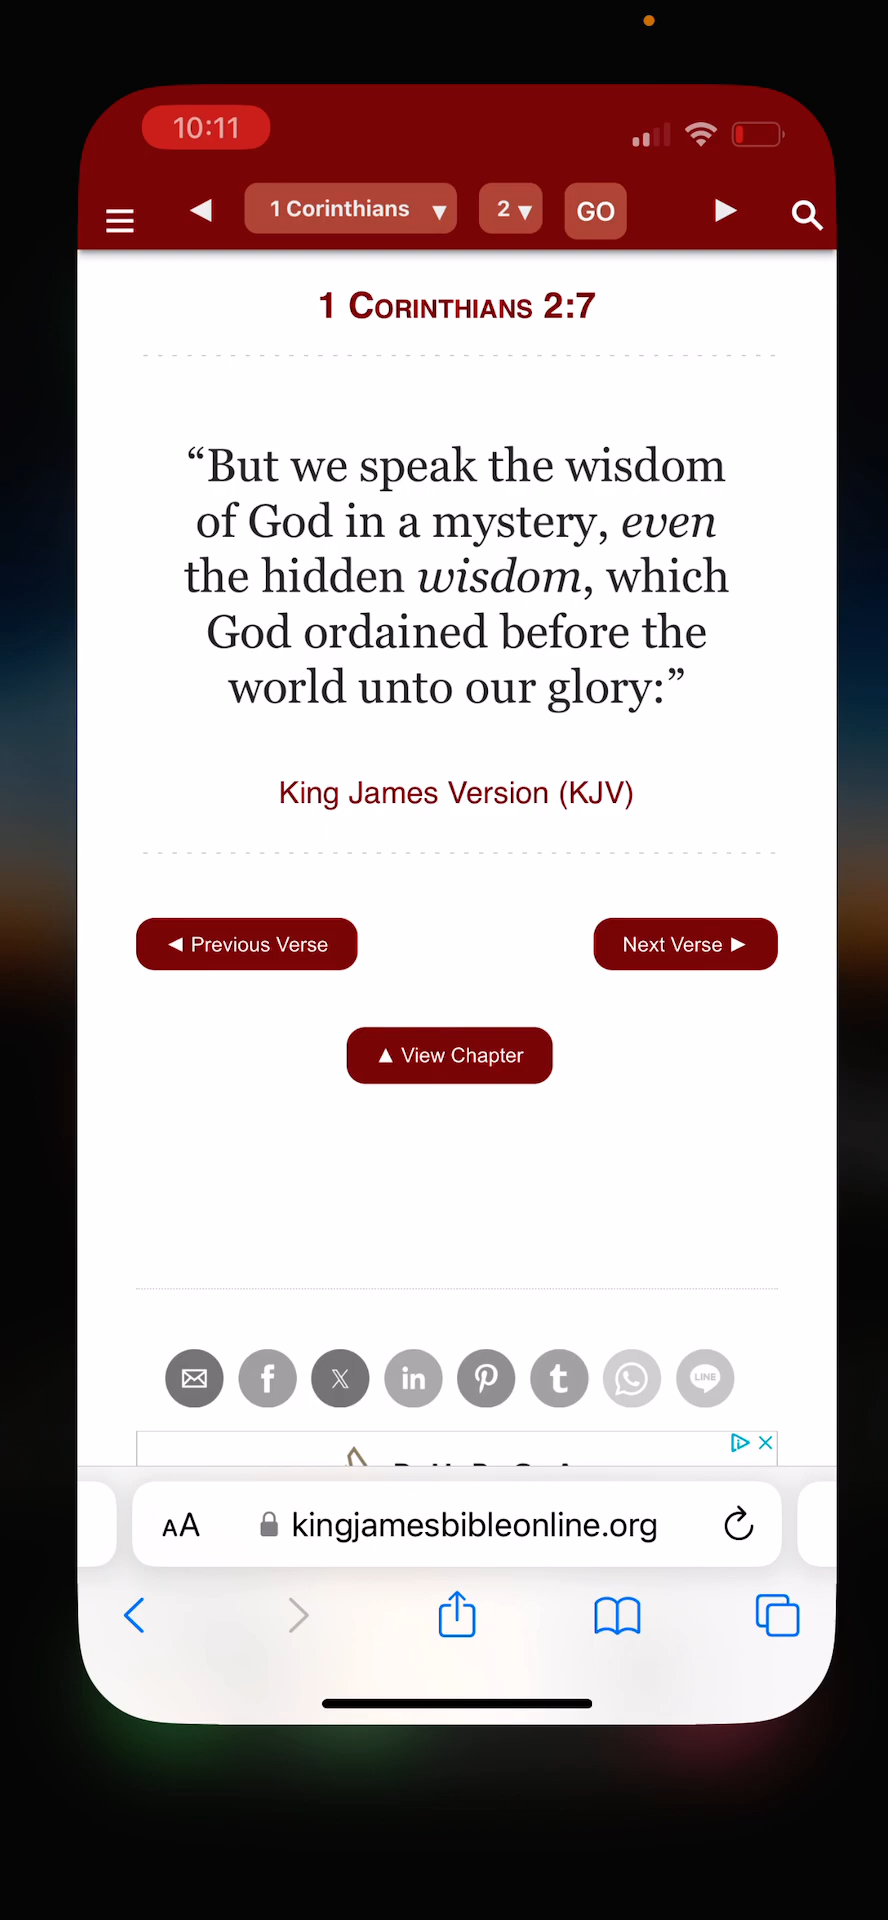 10:11
1 Corinthians ▼ 2 ▼ GO
1 CORINTHIANS 2:7
“But we speak the wisdom
of God in a mystery, even
the hidden wisdom, which
God ordained before the
world unto our glory:”
King James Version (KJV)
◄ Previous Verse Next Verse ►
▲ View Chapter
LINE
AA kingjamesbibleonline.org